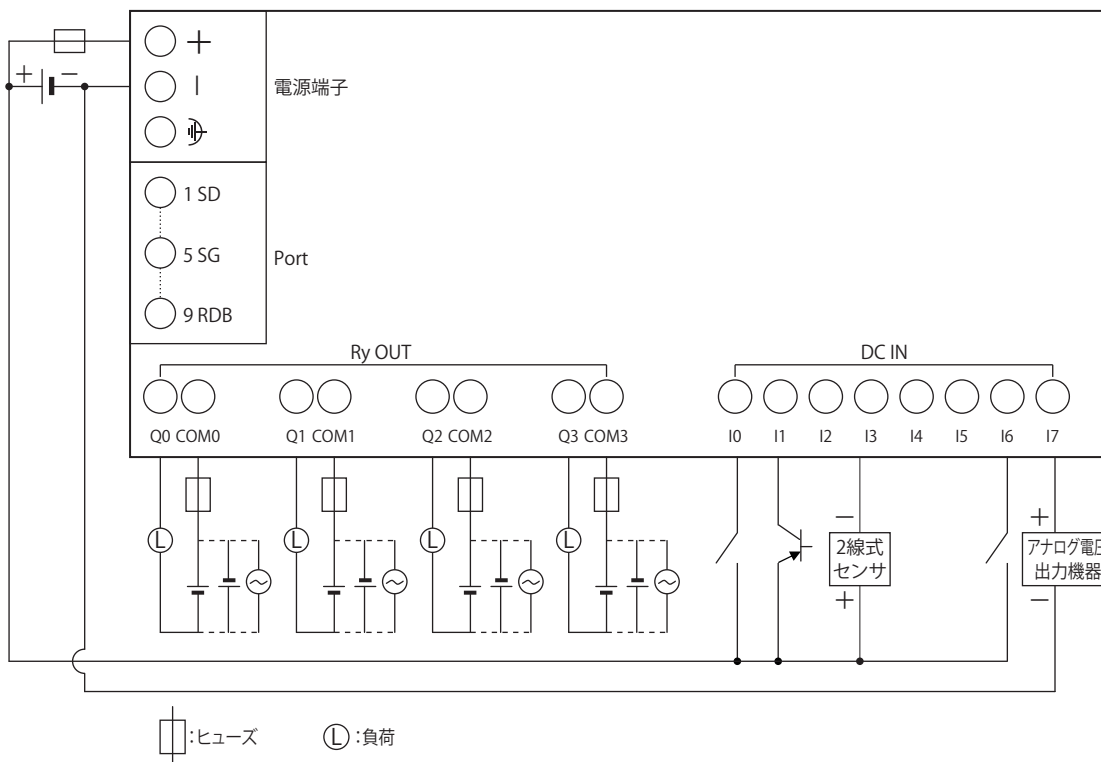 +
−
電源端子
+ −
1 SD
5 SG
Port
9 RDB
Ry OUT
DC IN
Q0 COM0
Q1 COM1
Q2 COM2
Q3 COM3
I0
I1
I2
I3
I4
I5
I6
I7
L
L
L
L
−
2線式
センサ
+
+
アナログ電圧
出力機器
−
:ヒューズ
L :負荷